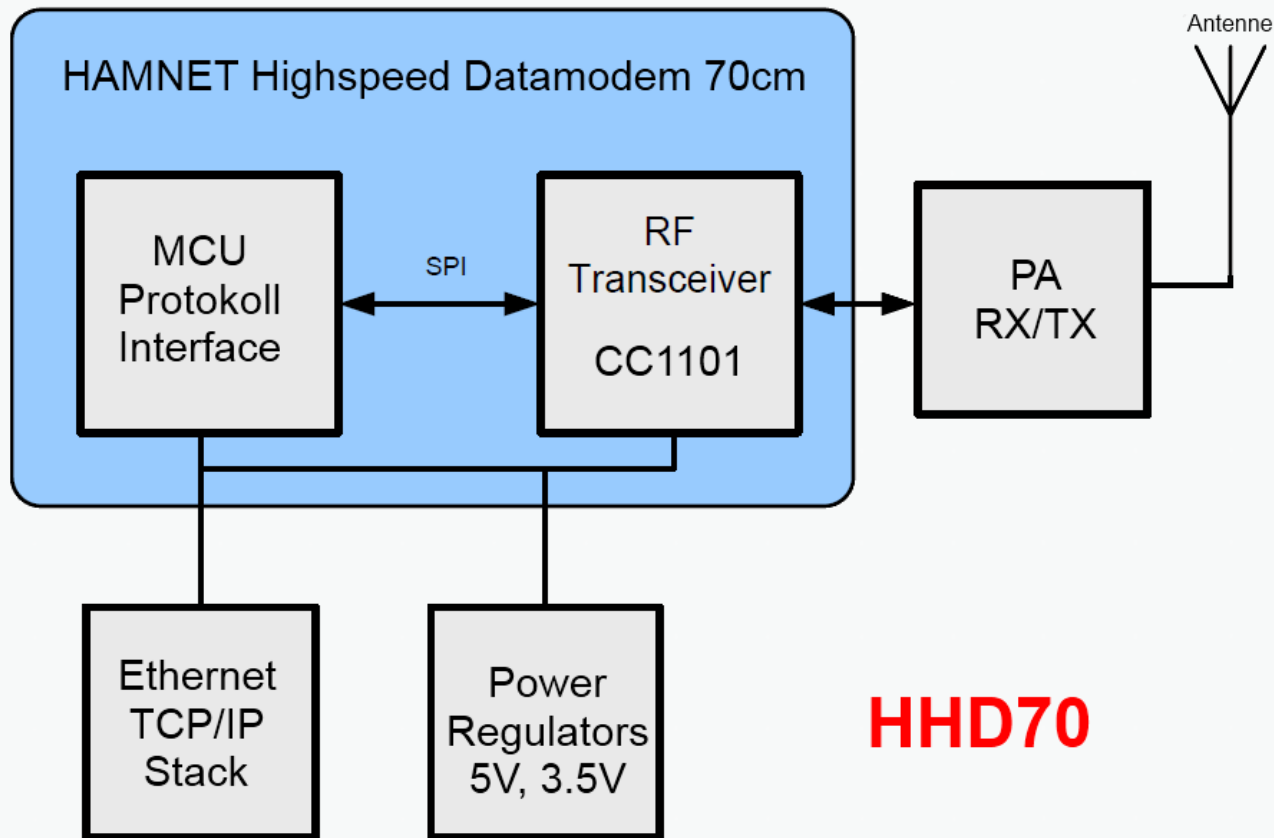 Antenne
HAMNET Highspeed Datamodem 70cm
MCU
Protokoll
Interface
SPI
RF
Transceiver
CC1101
PA
RX/TX
Ethernet
TCP/IP
Stack
Power
Regulators
5V, 3.5V
HHD70